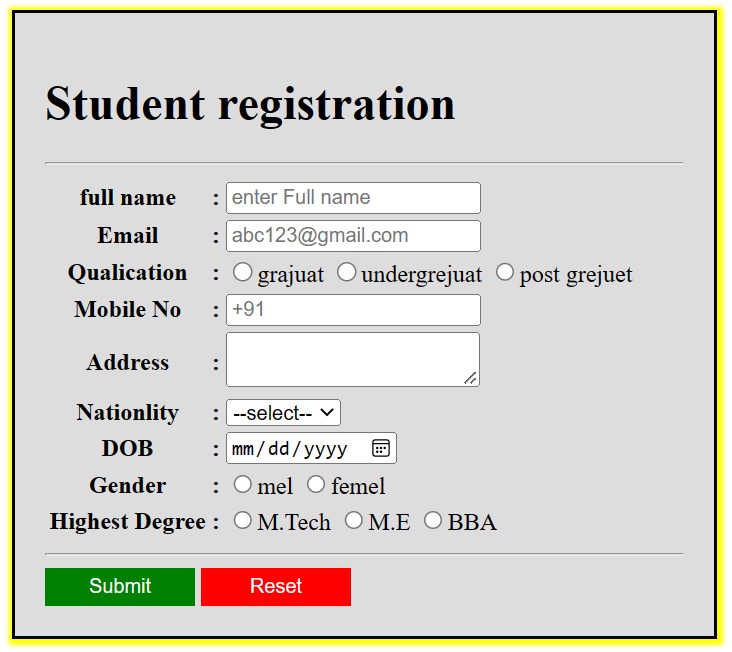 Student registration
full name : enter Full name
Email : abc123@gmail.com
Qualication : grajuat undergrejuat post grejuet
Mobile No : +91
Address :
Nationlity : --select--
DOB : mm/dd/yyyy
Gender : mel femel
Highest Degree : M.Tech M.E BBA
Submit Reset